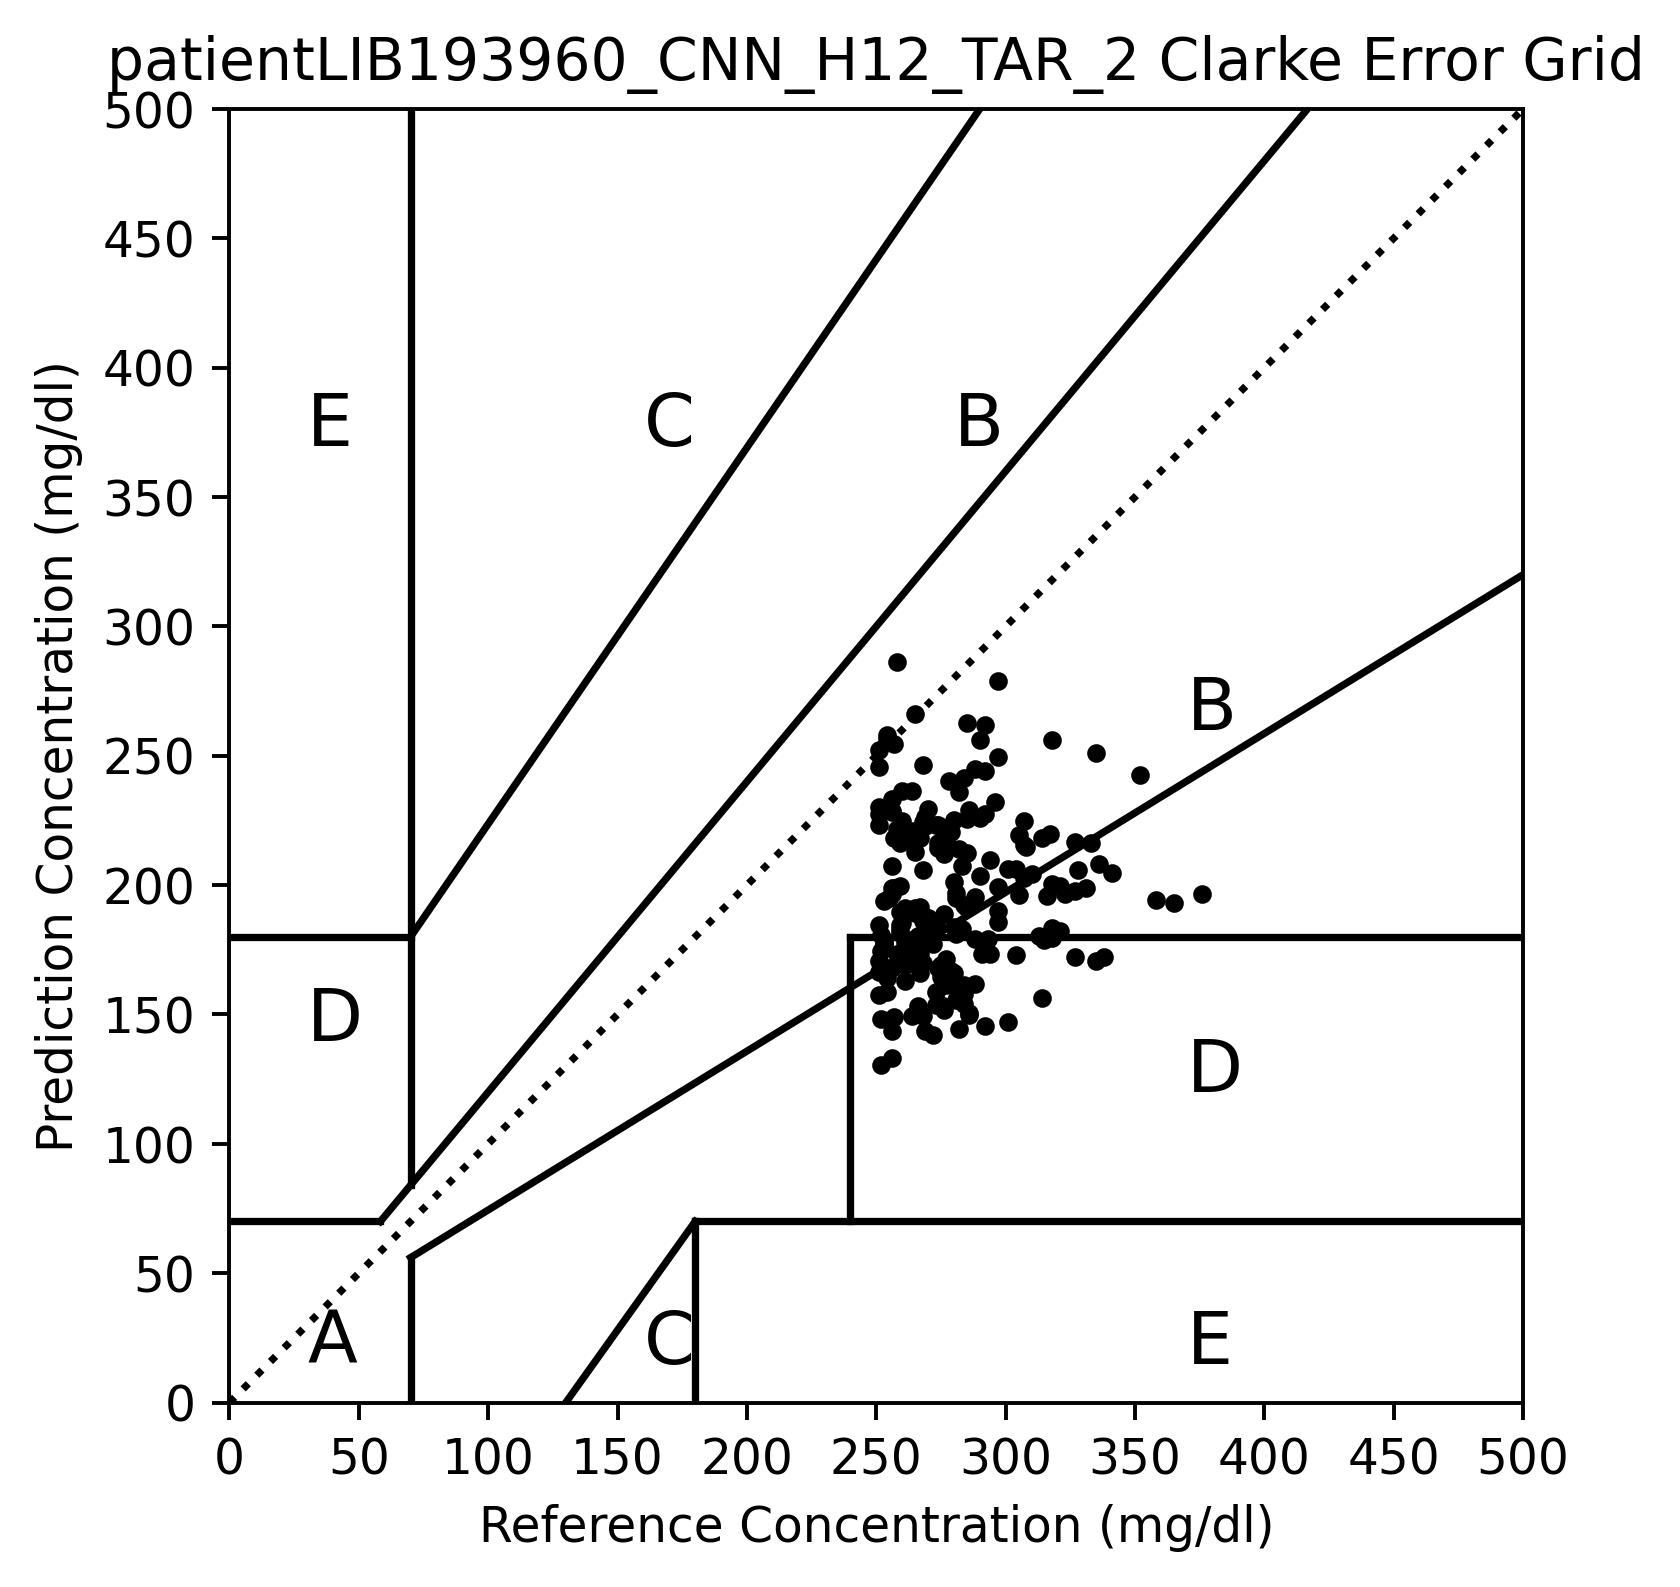 patientLIB193960_CNN_H12_TAR_2 Clarke Error Grid
500
450
400
350
300
250
200
150
100
50
0
Prediction Concentration (mg/dl)
E
C
B
B
D
D
A
C
E
0 50 100 150 200 250 300 350 400 450 500
Reference Concentration (mg/dl)